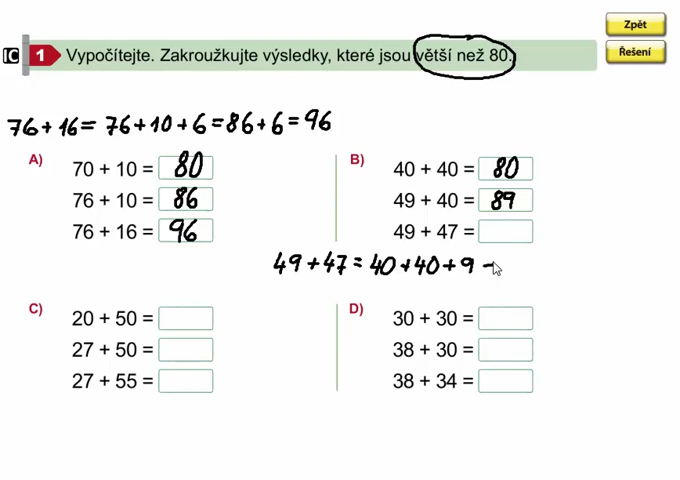 Zpět
1 Vypočítejte. Zakroužkujte výsledky, které jsou větší než 80.
Řešení
76 + 16 = 76 + 10 + 6 = 86 + 6 = 96
A)
70 + 10 = 80
76 + 10 = 86
76 + 16 = 96
B)
40 + 40 = 80
49 + 40 = 89
49 + 47 =
49 + 47 = 40 + 40 + 9 -
C)
20 + 50 =
27 + 50 =
27 + 55 =
D)
30 + 30 =
38 + 30 =
38 + 34 =